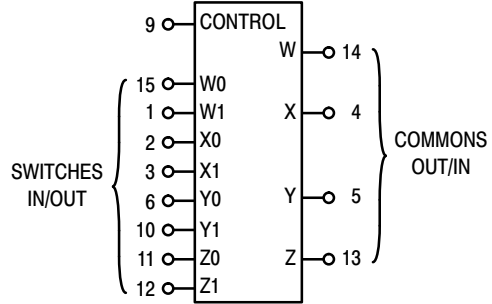 9 CONTROL
W 14
15 W0
1 W1
X 4
2 X0
3 X1
6 Y0
Y 5
10 Y1
11 Z0
Z 13
12 Z1
SWITCHES
IN/OUT
COMMONS
OUT/IN